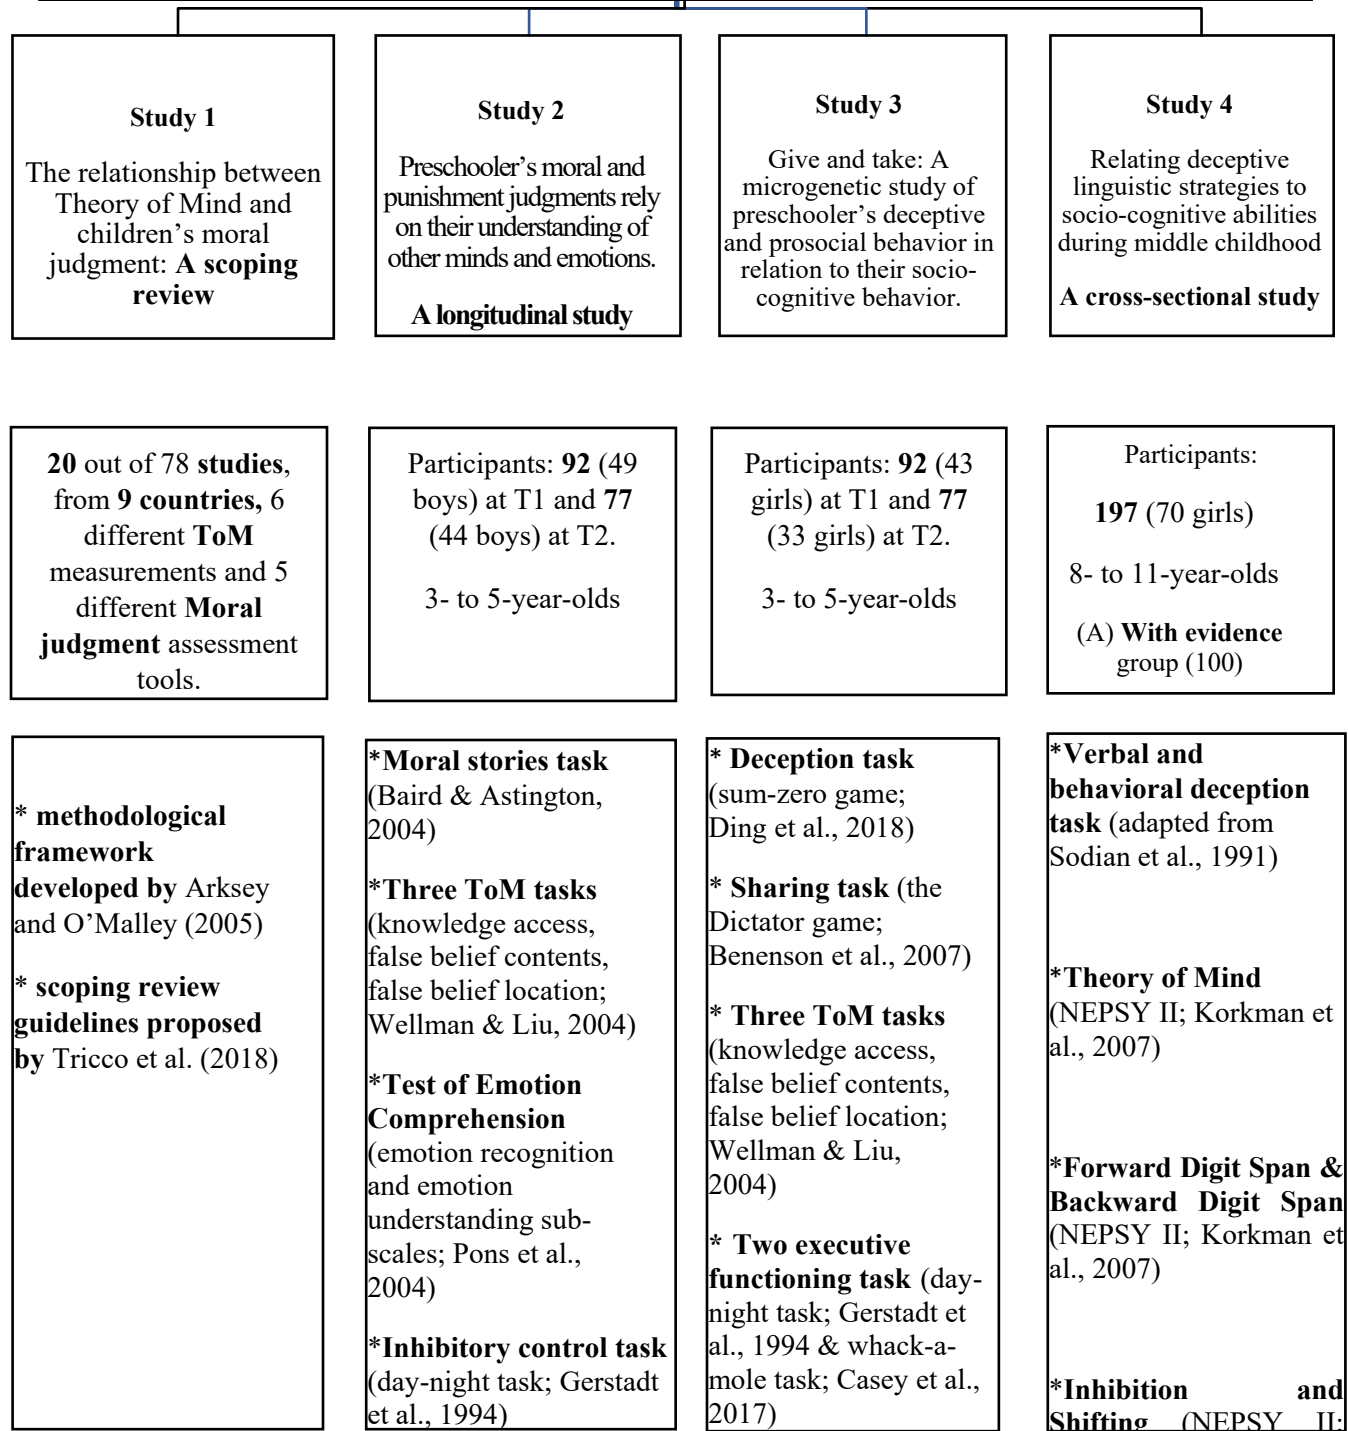 Study 1
The relationship between
Theory of Mind and
children's moral
judgment: A scoping
review
Study 2
Preschooler's moral and
punishment judgments rely
on their understanding of
other minds and emotions.
A longitudinal study
Study 3
Give and take: A
microgenetic study of
preschooler's deceptive
and prosocial behavior in
relation to their socio-
cognitive behavior.
Study 4
Relating deceptive
linguistic strategies to
socio-cognitive abilities
during middle childhood
A cross-sectional study
20 out of 78 studies,
from 9 countries, 6
different ToM
measurements and 5
different Moral
judgment assessment
tools.
Participants: 92 (49
boys) at T1 and 77
(44 boys) at T2.
3- to 5-year-olds
Participants: 92 (43
girls) at T1 and 77
(33 girls) at T2.
3- to 5-year-olds
Participants:
197 (70 girls)
8- to 11-year-olds
(A) With evidence
group (100)
* methodological
framework
developed by Arksey
and O'Malley (2005)
* scoping review
guidelines proposed
by Tricco et al. (2018)
*Moral stories task
(Baird & Astington,
2004)
*Three ToM tasks
(knowledge access,
false belief contents,
false belief location;
Wellman & Liu, 2004)
*Test of Emotion
Comprehension
(emotion recognition
and emotion
understanding sub-
scales; Pons et al.,
2004)
*Inhibitory control task
(day-night task; Gerstadt
et al., 1994)
* Deception task
(sum-zero game;
Ding et al., 2018)
* Sharing task (the
Dictator game;
Benenson et al., 2007)
* Three ToM tasks
(knowledge access,
false belief contents,
false belief location;
Wellman & Liu,
2004)
* Two executive
functioning task (day-
night task; Gerstadt et
al., 1994 & whack-a-
mole task; Casey et al.,
2017)
*Verbal and
behavioral deception
task (adapted from
Sodian et al., 1991)
*Theory of Mind
(NEPSY II; Korkman et
al., 2007)
*Forward Digit Span &
Backward Digit Span
(NEPSY II; Korkman et
al., 2007)
*Inhibition and
Shifting (NEPSY II;